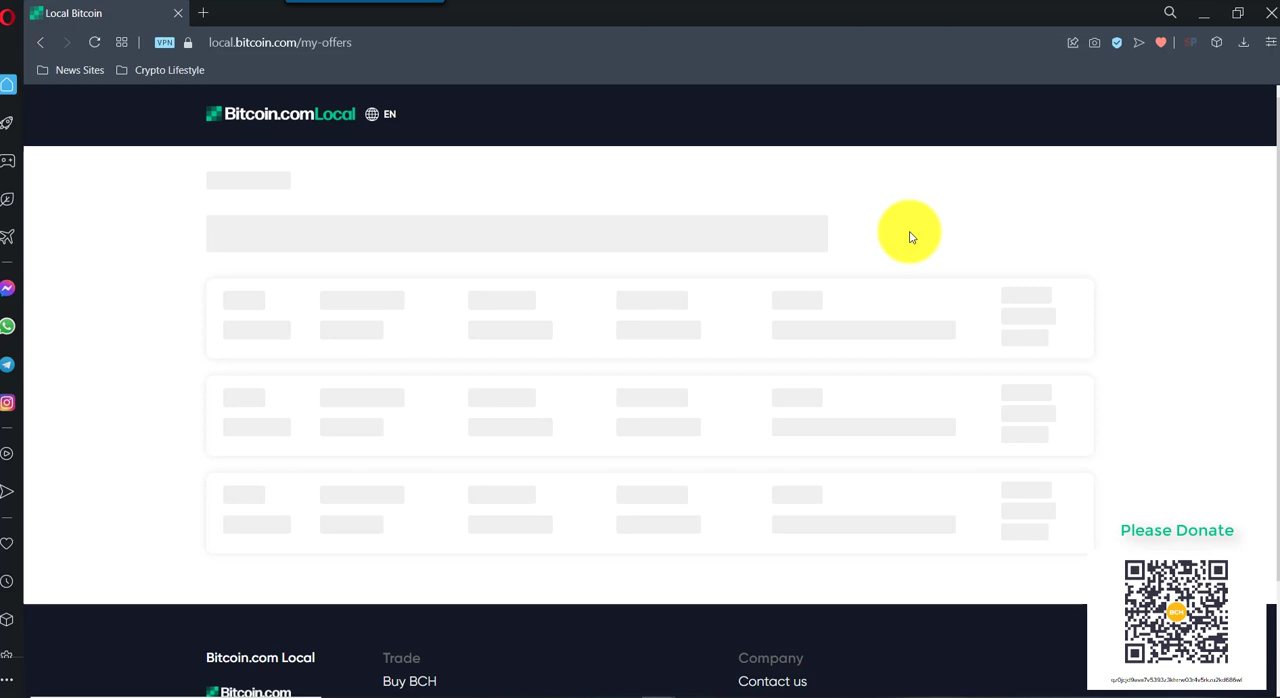 Local Bitcoin
VPN
local.bitcoin.com/my-offers
News Sites
Crypto Lifestyle
Bitcoin.comLocal
EN
Please Donate
BCH
Bitcoin.com Local
Trade
Company
Buy BCH
Contact us
Bitcoin.com